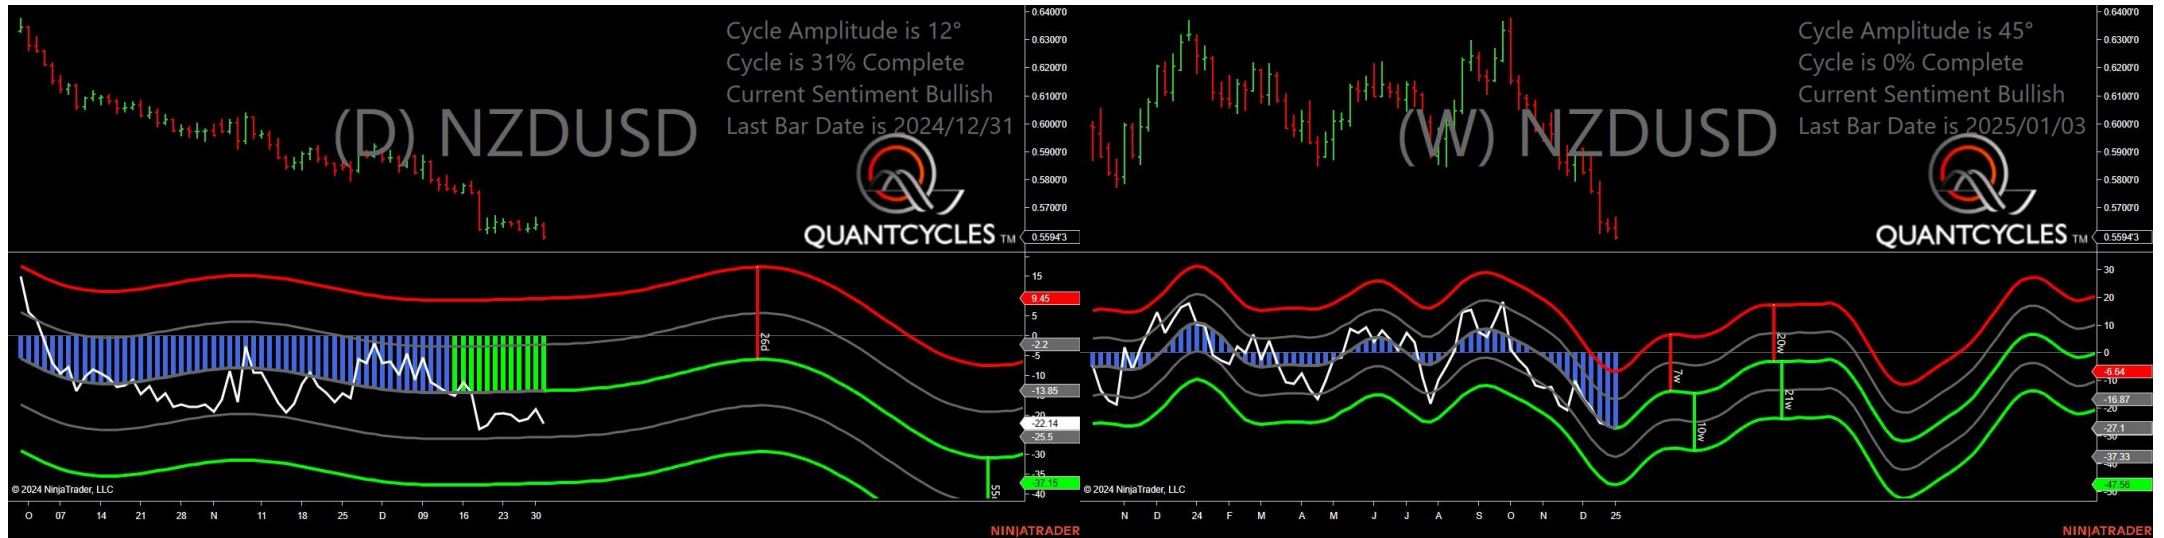 Cycle Amplitude is 12°
Cycle is 31% Complete
Current Sentiment Bullish
Last Bar Date is 2024/12/31
(D) NZDUSD
QUANTCYCLES TM
0.6400'0
0.6300'0
0.6200'0
0.6100'0
0.6000'0
0.5900'0
0.5800'0
0.5700'0
0.5594'3
15
9.45
5
0
-2.2
-5
-10
-13.85
-20
-22.14
-25.5
-30
-35
-37.15
-40
26d
© 2024 NinjaTrader, LLC
O 07 14 21 28 N 11 18 25 D 09 16 23 30
NINJATRADER
Cycle Amplitude is 45°
Cycle is 0% Complete
Current Sentiment Bullish
Last Bar Date is 2025/01/03
(W) NZDUSD
QUANTCYCLES TM
0.6400'0
0.6300'0
0.6200'0
0.6100'0
0.6000'0
0.5900'0
0.5800'0
0.5700'0
0.5594'3
30
20
10
0
-6.64
-10
-16.87
-20
-27.1
-30
-37.33
-40
-47.56
7w
10w
20w
21w
© 2024 NinjaTrader, LLC
N D 24 F M A M J J A S O N D 25
NINJATRADER